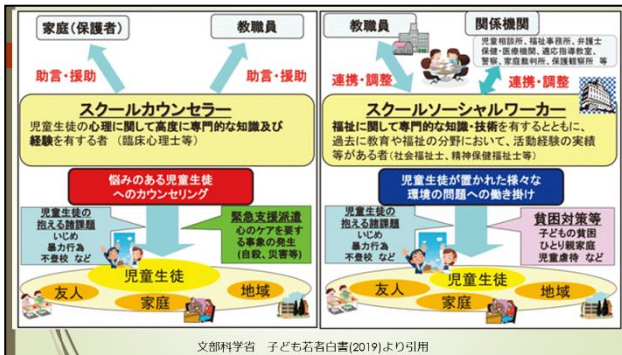 家庭(保護者)
教職員
助言・援助
助言・援助
スクールカウンセラー
児童生徒の心理に関して高度に専門的な知識及び
経験を有する者 (臨床心理士等)
悩みのある児童生徒
へのカウンセリング
児童生徒の
抱える諸課題
いじめ
暴力行為
不登校 など
緊急支援派遣
心のケアを要する
事象の発生
(自殺、災害等)
児童生徒
友人
家庭
地域
教職員
関係機関
児童相談所、福祉事務所、弁護士
保健・医療機関、適応指導教室、
警察、家庭裁判所、保護観察所 等
連携・調整
連携・調整
スクールソーシャルワーカー
福祉に関して専門的な知識・技術を有するとともに、
過去に教育や福祉の分野において、活動経験の実績
等がある者(社会福祉士、精神保健福祉士等)
児童生徒が置かれた様々な
環境の問題への働き掛け
児童生徒の
抱える諸課題
いじめ
暴力行為
不登校 など
貧困対策等
子どもの貧困
ひとり親家庭
児童虐待 など
児童生徒
友人
家庭
地域
文部科学省 子ども若者白書(2019)より引用